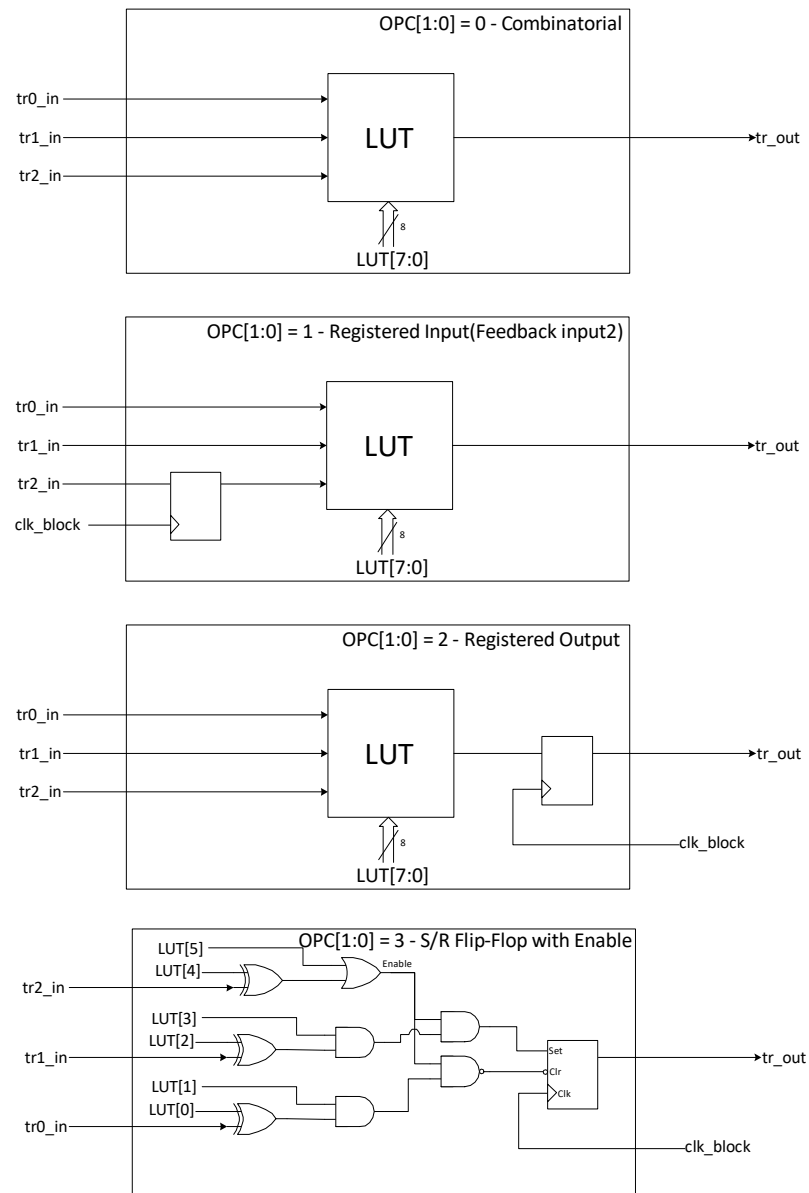 OPC[1:0] = 0 - Combinatorial
tr0_in
tr1_in
tr2_in
LUT
tr_out
8
LUT[7:0]
OPC[1:0] = 1 - Registered Input(Feedback input2)
tr0_in
tr1_in
tr2_in
clk_block
LUT
tr_out
8
LUT[7:0]
OPC[1:0] = 2 - Registered Output
tr0_in
tr1_in
tr2_in
LUT
tr_out
clk_block
8
LUT[7:0]
OPC[1:0] = 3 - S/R Flip-Flop with Enable
LUT[5]
LUT[4]
Enable
tr2_in
LUT[3]
LUT[2]
tr1_in
LUT[1]
LUT[0]
tr0_in
Set
Clr
Clk
tr_out
clk_block